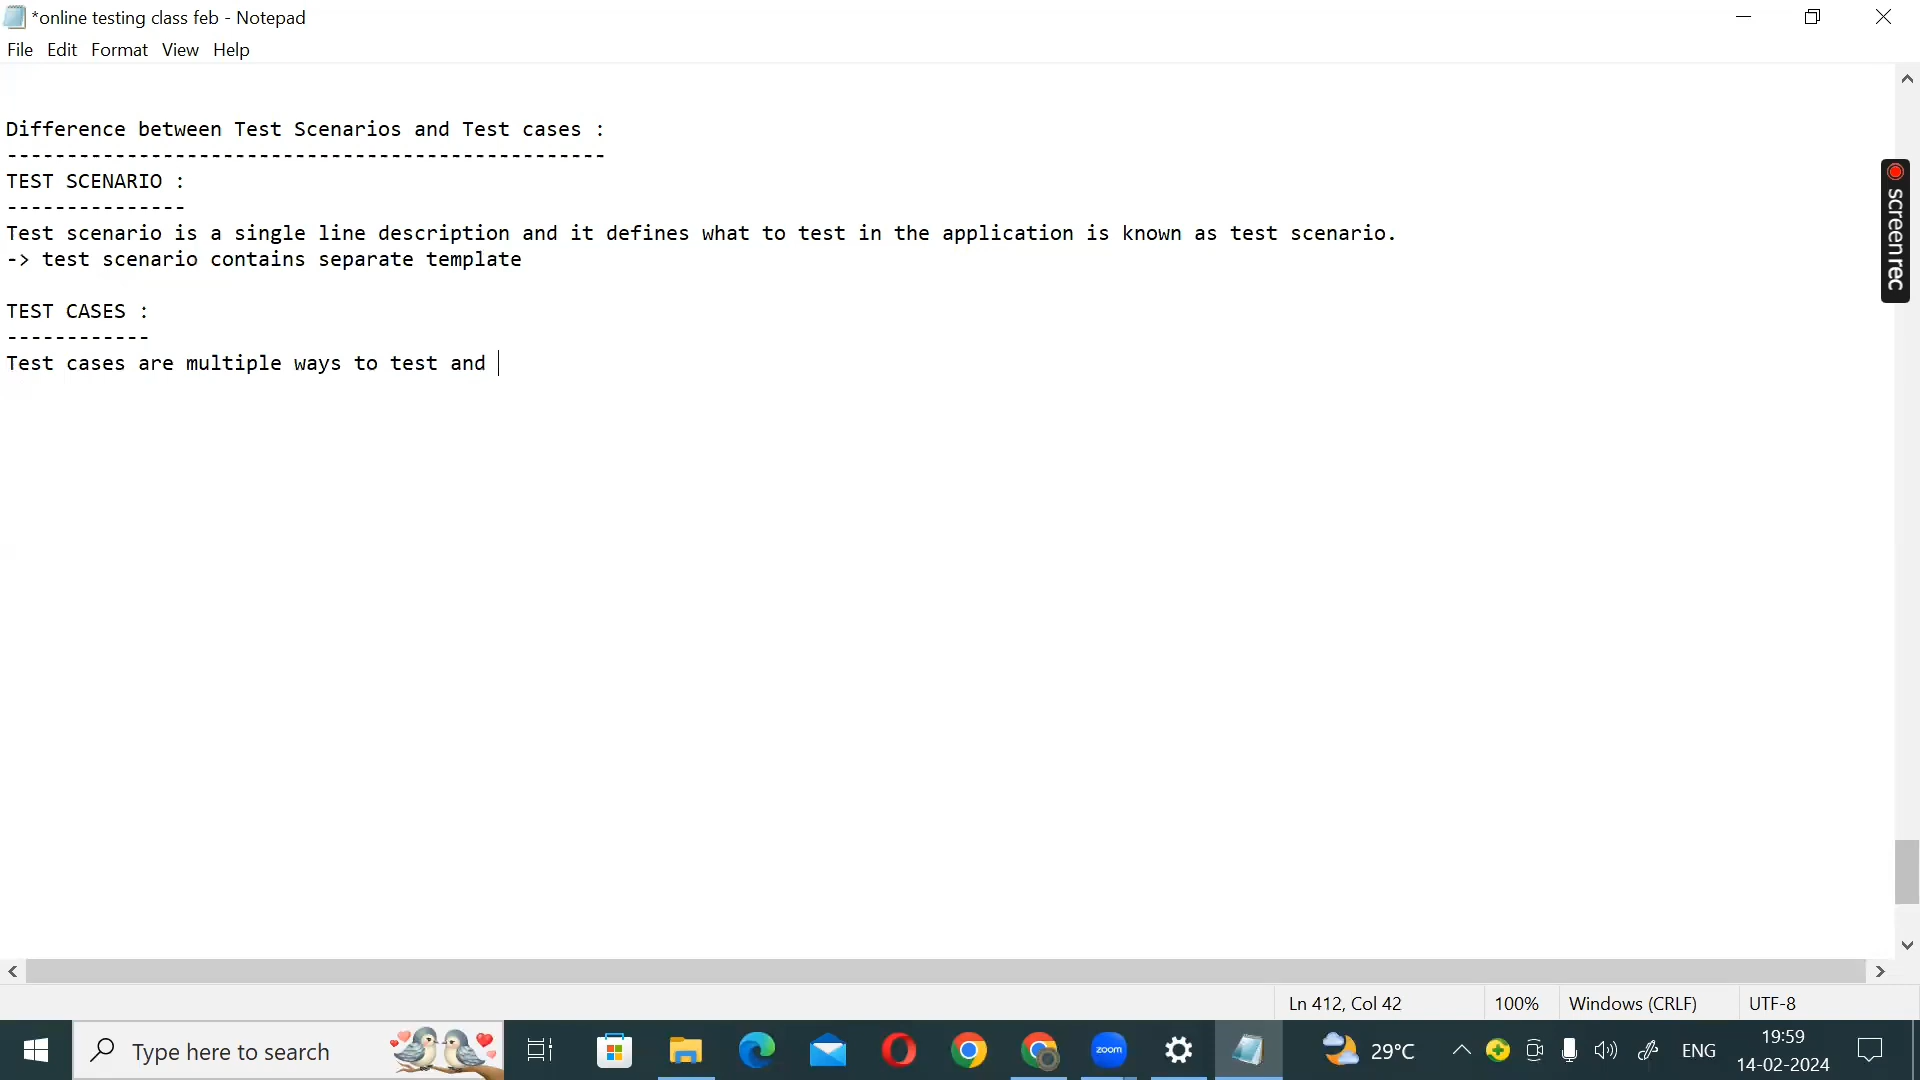 *online testing class feb - Notepad
File Edit Format View Help
Difference between Test Scenarios and Test cases :
--------------------------------------------------
TEST SCENARIO :
---------------
Test scenario is a single line description and it defines what to test in the application is known as test scenario.
-> test scenario contains separate template
TEST CASES :
------------
Test cases are multiple ways to test and
screenrec
Ln 412, Col 42 100% Windows (CRLF) UTF-8
Type here to search
zoom
29°C
ENG
19:59
14-02-2024